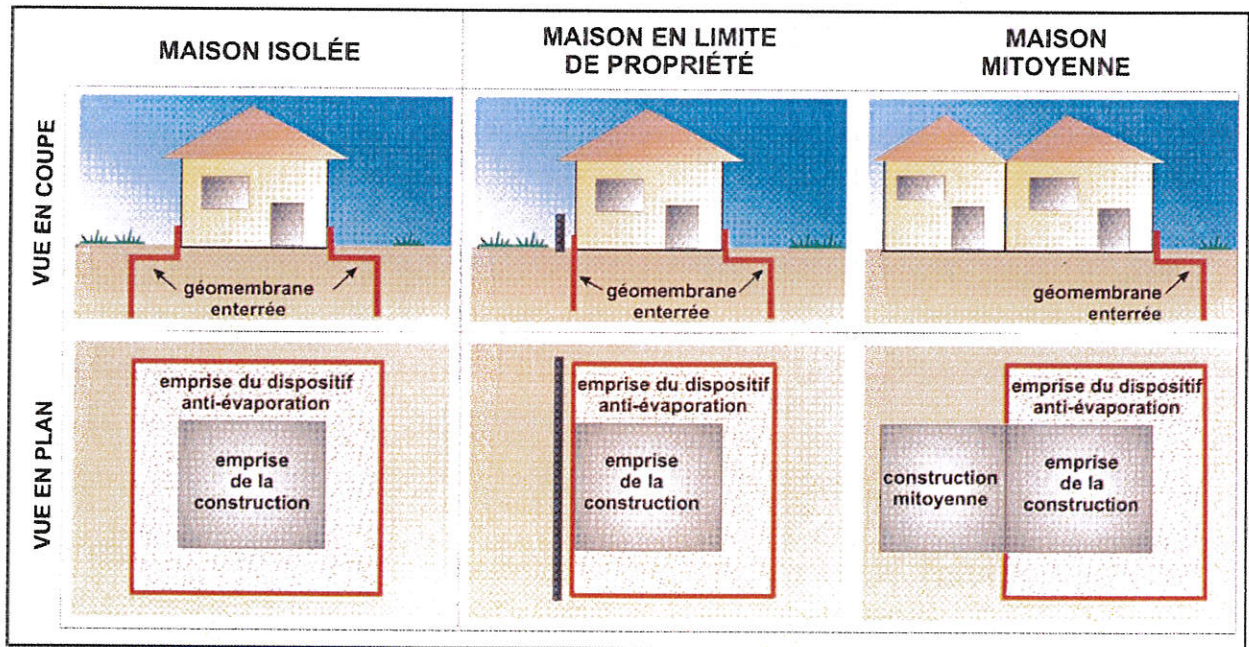 MAISON ISOLÉE
MAISON EN LIMITE
DE PROPRIÉTÉ
MAISON
MITOYENNE
VUE EN COUPE
géomembrane
enterrée
géomembrane
enterrée
géomembrane
enterrée
VUE EN PLAN
emprise du dispositif
anti-évaporation
emprise
de la
construction
emprise du dispositif
anti-évaporation
emprise
de la
construction
emprise du dispositif
anti-évaporation
construction
mitoyenne
emprise
de la
construction